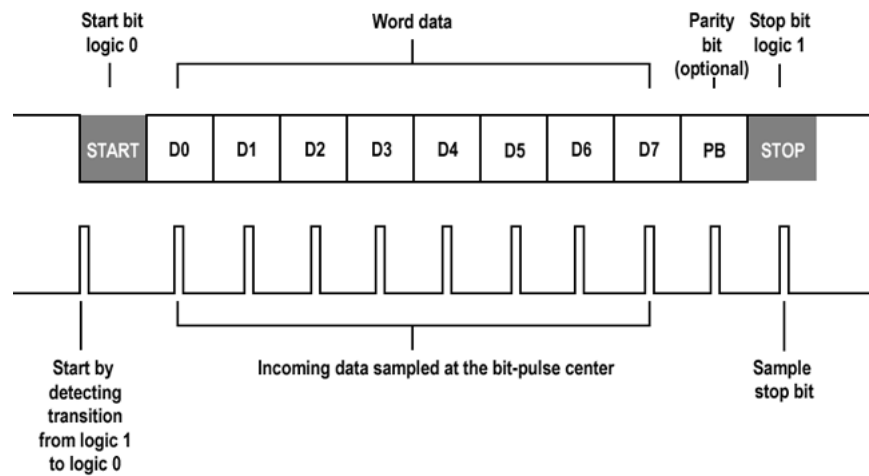 Start bit
logic 0
Word data
Parity
bit
(optional)
Stop bit
logic 1
START
D0
D1
D2
D3
D4
D5
D6
D7
PB
STOP
Start by
detecting
transition
from logic 1
to logic 0
Incoming data sampled at the bit-pulse center
Sample
stop bit